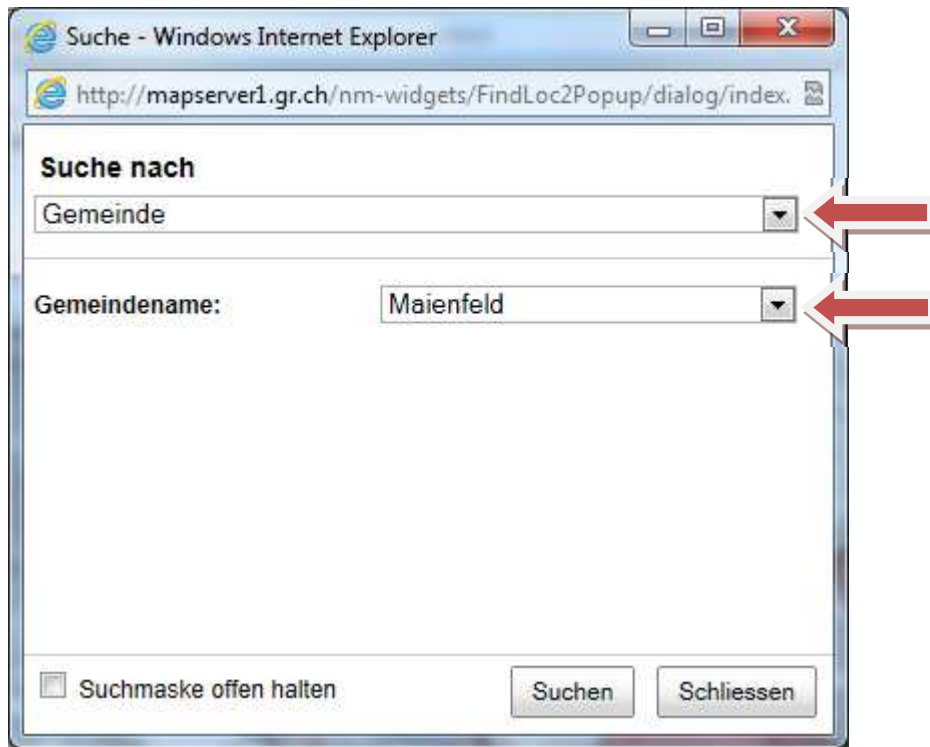 Suche - Windows Internet Explorer
http://mapserver1.gr.ch/nm-widgets/FindLoc2Popup/dialog/index.
Suche nach
Gemeinde
Gemeindename: Maienfeld
Suchmaske offen halten Suchen Schliessen